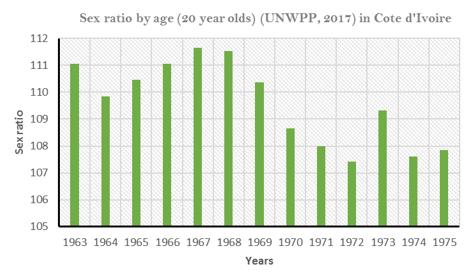 Sex ratio by age (20 year olds) (UNWPP, 2017) in Cote d'Ivoire
112
111
110
109
108
107
106
105
Sex ratio
1963 1964 1965 1966 1967 1968 1969 1970 1971 1972 1973 1974 1975
Years